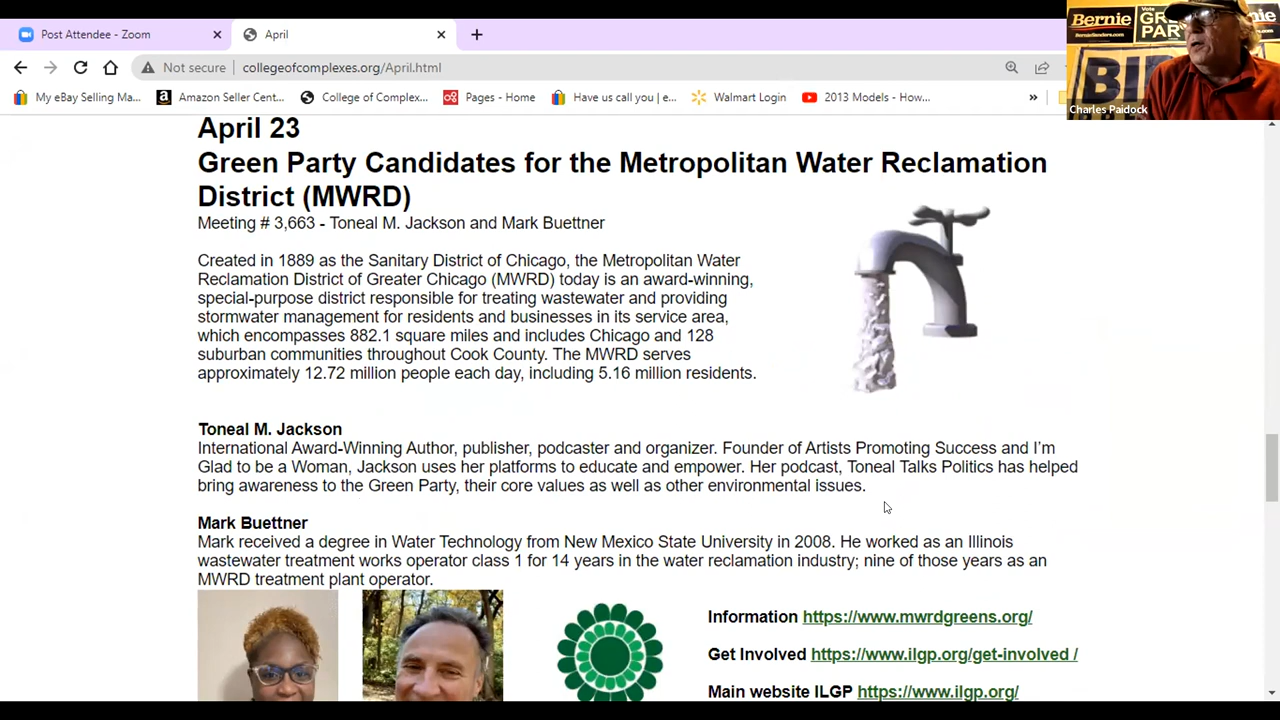 Post Attendee - Zoom
April
Not secure
collegeofcomplexes.org/April.html
My eBay Selling Ma...
Amazon Seller Cent...
College of Complex...
Pages - Home
Have us call you | e...
Walmart Login
2013 Models - How...
»
Bernie
Berniesanders.com
Vote
GRE
PAR
Charles Paidock
April 23
Green Party Candidates for the Metropolitan Water Reclamation
District (MWRD)
Meeting # 3,663 - Toneal M. Jackson and Mark Buettner
Created in 1889 as the Sanitary District of Chicago, the Metropolitan Water
Reclamation District of Greater Chicago (MWRD) today is an award-winning,
special-purpose district responsible for treating wastewater and providing
stormwater management for residents and businesses in its service area,
which encompasses 882.1 square miles and includes Chicago and 128
suburban communities throughout Cook County. The MWRD serves
approximately 12.72 million people each day, including 5.16 million residents.
Toneal M. Jackson
International Award-Winning Author, publisher, podcaster and organizer. Founder of Artists Promoting Success and I'm
Glad to be a Woman, Jackson uses her platforms to educate and empower. Her podcast, Toneal Talks Politics has helped
bring awareness to the Green Party, their core values as well as other environmental issues.
Mark Buettner
Mark received a degree in Water Technology from New Mexico State University in 2008. He worked as an Illinois
wastewater treatment works operator class 1 for 14 years in the water reclamation industry; nine of those years as an
MWRD treatment plant operator.
Information https://www.mwrdgreens.org/
Get Involved https://www.ilgp.org/get-involved /
Main website ILGP https://www.ilgp.org/